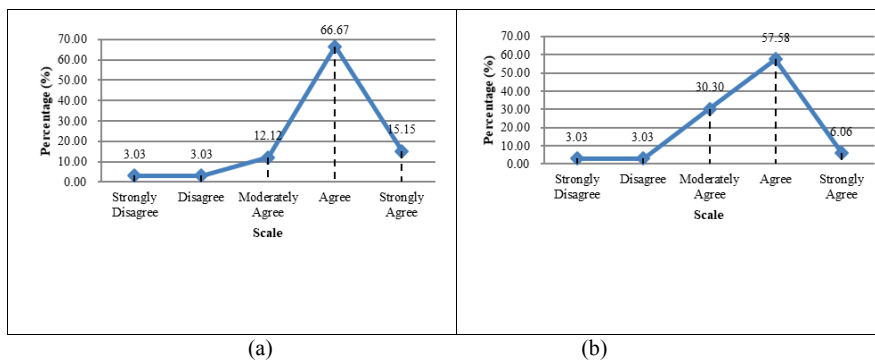 70.00
60.00
50.00
40.00
30.00
20.00
10.00
0.00
Percentage (%)
3.03
3.03
12.12
66.67
15.15
Strongly Disagree
Disagree
Moderately Agree
Agree
Strongly Agree
Scale
(a)
70.00
60.00
50.00
40.00
30.00
20.00
10.00
0.00
Percentage (%)
3.03
3.03
30.30
57.58
6.06
Strongly Disagree
Disagree
Moderately Agree
Agree
Strongly Agree
Scale
(b)